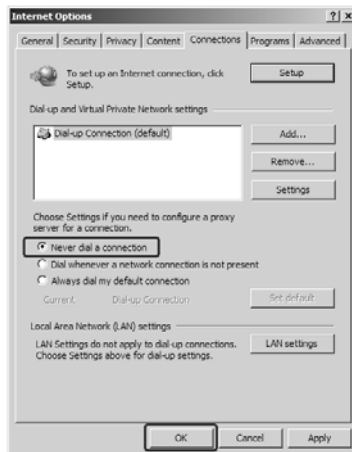 Internet Options
General Security Privacy Content Connections Programs Advanced
To set up an Internet connection, click
Setup.
Setup
Dial-up and Virtual Private Network settings
Dial-up Connection (default)
Add...
Remove...
Settings
Choose Settings if you need to configure a proxy
server for a connection.
Never dial a connection
Dial whenever a network connection is not present
Always dial my default connection
Current Dial-up Connection Set default
Local Area Network (LAN) settings
LAN Settings do not apply to dial-up connections.
Choose Settings above for dial-up settings.
LAN settings
OK Cancel Apply